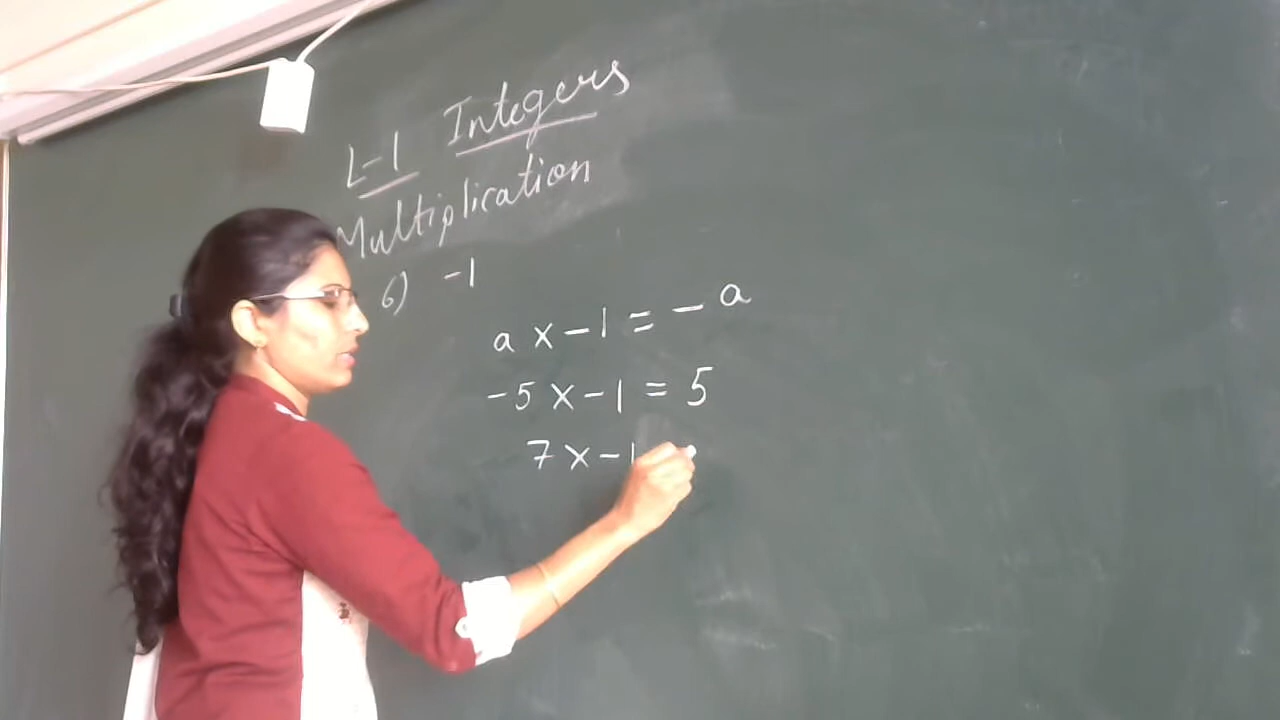 L-1 Integers
Multiplication
6) -1
a x -1 = -a
-5 x -1 = 5
7 x -1